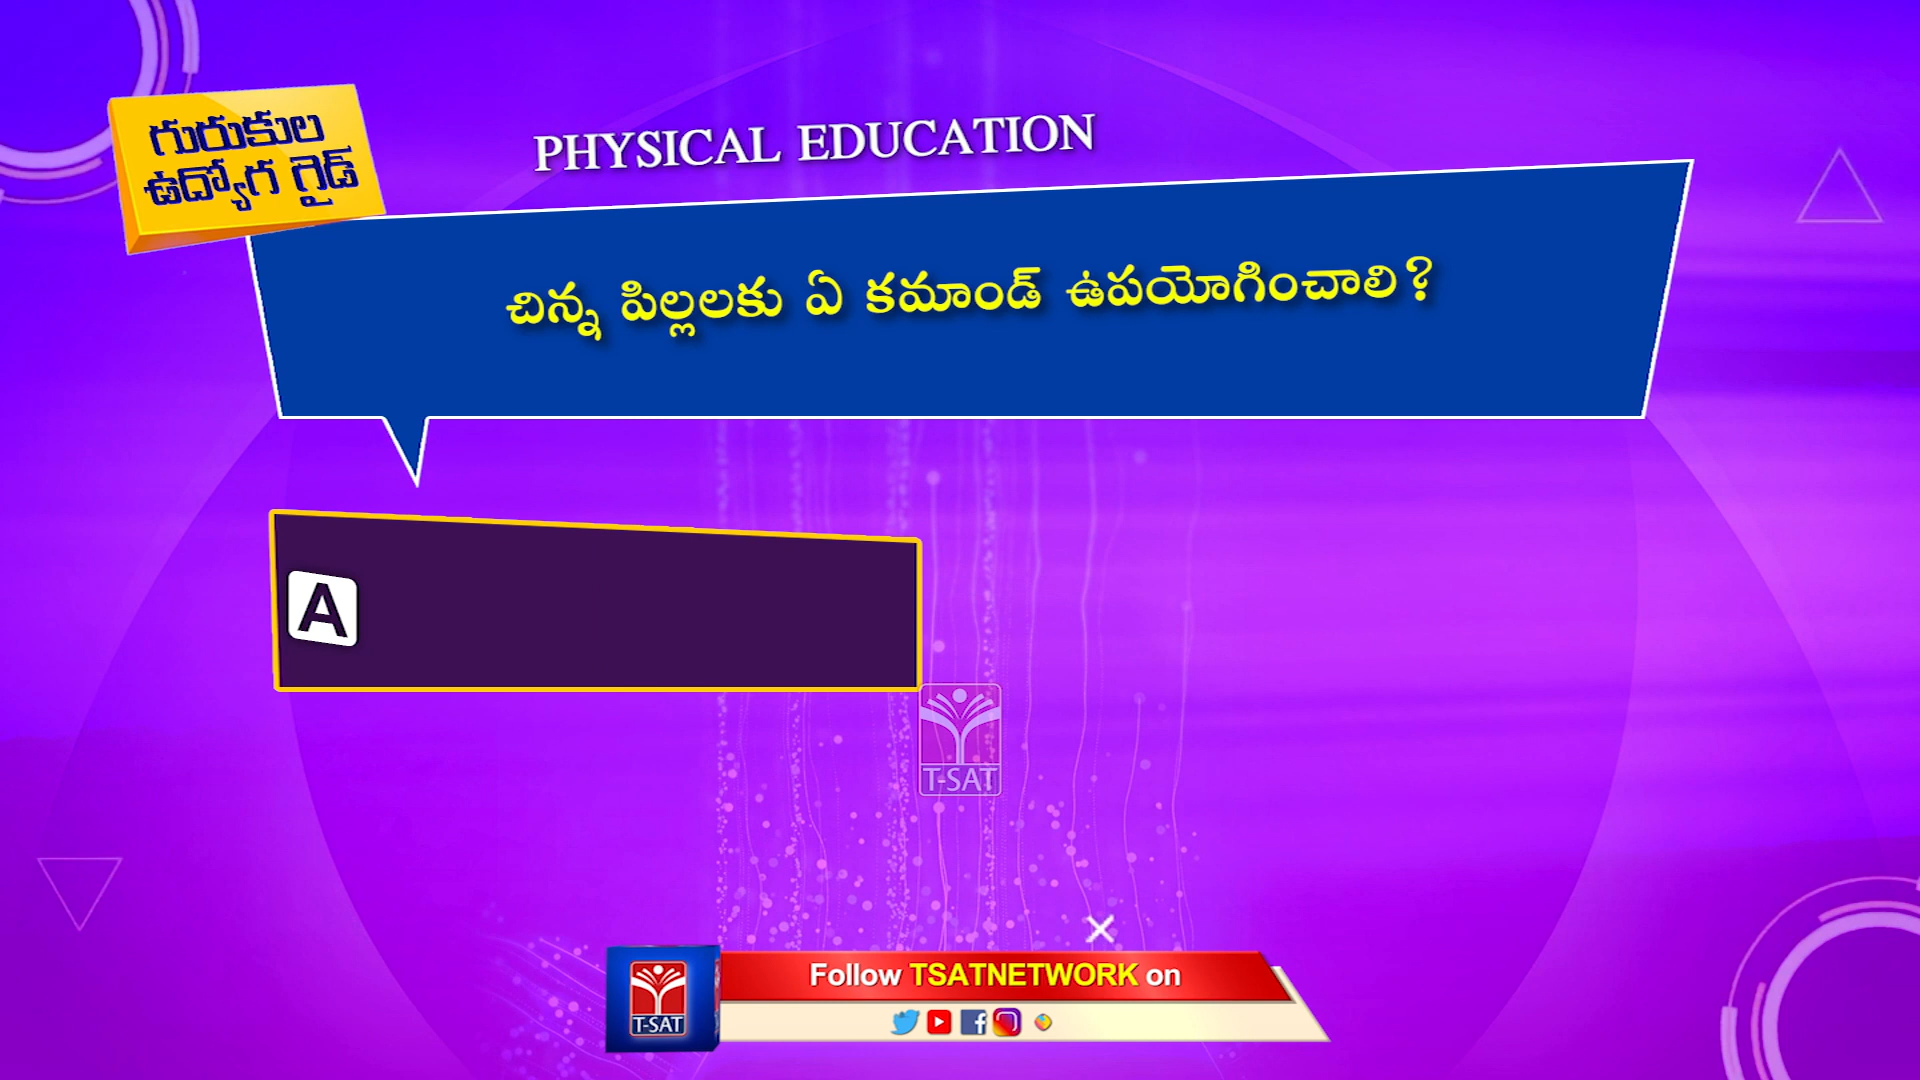 గురుకుల
ఉద్యోగ గైడ్
PHYSICAL EDUCATION
చిన్న పిల్లలకు ఏ కమాండ్ ఉపయోగించాలి?
A
T-SAT
Follow TSATNETWORK on
T-SAT